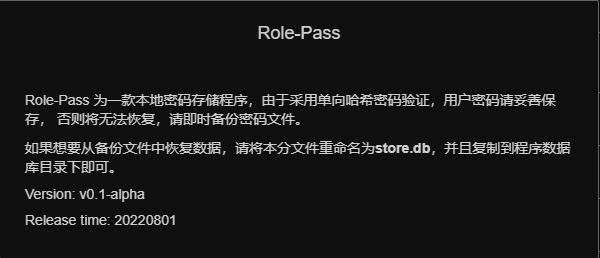 Role-Pass
Role-Pass 为一款本地密码存储程序，由于采用单向哈希密码验证，用户密码请妥善保
存， 否则将无法恢复，请即时备份密码文件。
如果想要从备份文件中恢复数据，请将本分文件重命名为store.db，并且复制到程序数据
库目录下即可。
Version: v0.1-alpha
Release time: 20220801